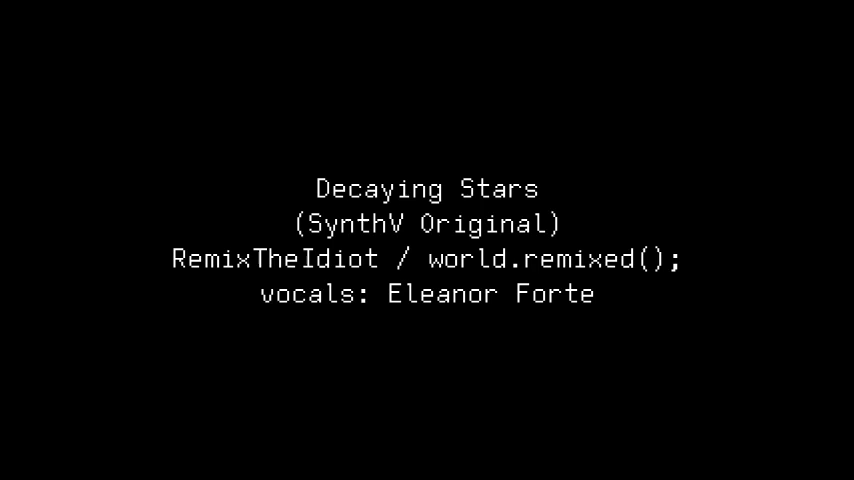 Decaying Stars
(SynthV Original)
RemixTheIdiot / world.remixed();
vocals: Eleanor Forte